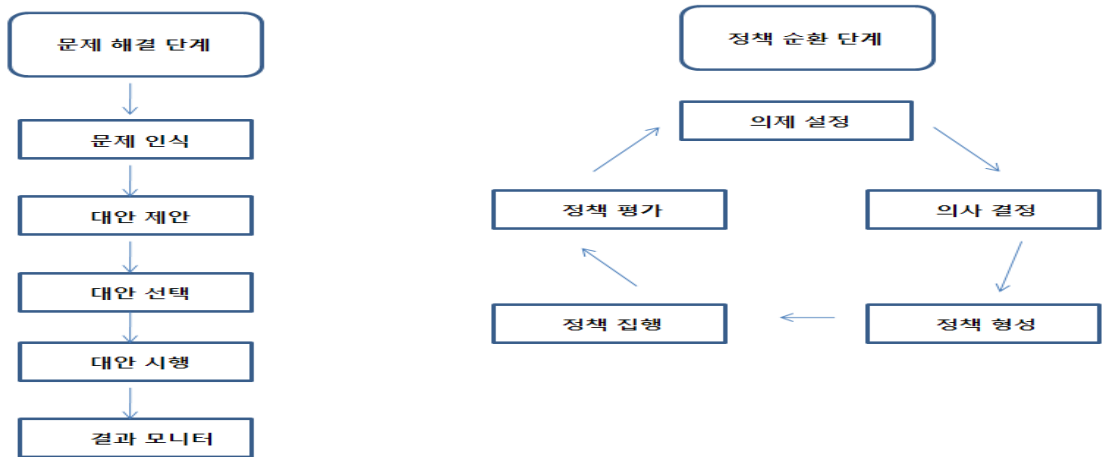 문제 해결 단계
문제 인식
대안 제안
대안 선택
대안 시행
결과 모니터
정책 순환 단계
의제 설정
의사 결정
정책 형성
정책 집행
정책 평가